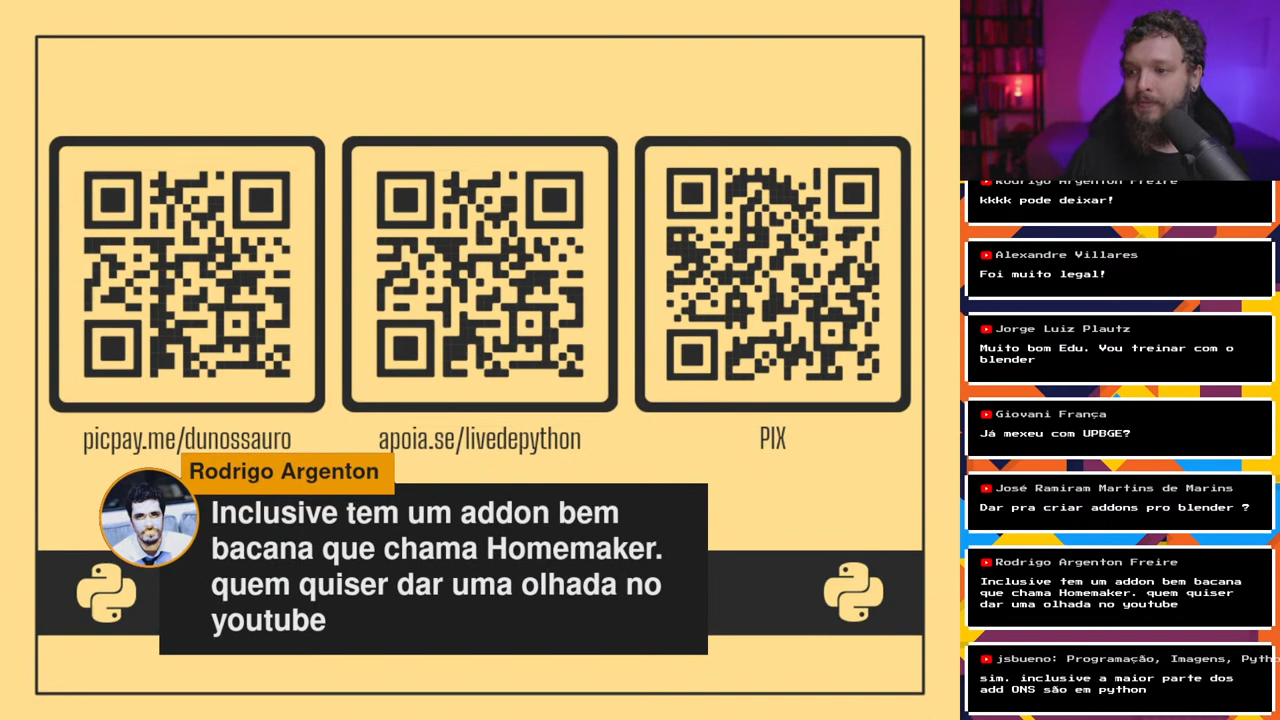 picpay.me/dunossauro
apoia.se/livedepython
PIX
Rodrigo Argenton
Inclusive tem um addon bem
bacana que chama Homemaker.
quem quiser dar uma olhada no
youtube
Rodrigo Argenton Freire
kkkk pode deixar!
Alexandre Villares
Foi muito legal!
Jorge Luiz Plautz
Muito bom Edu. Vou treinar com o
blender
Giovani França
Já mexeu com UPBGE?
José Ramiram Martins de Marins
Dar pra criar addons pro blender ?
Rodrigo Argenton Freire
Inclusive tem um addon bem bacana
que chama Homemaker. quem quiser
dar uma olhada no youtube
jsbueno: Programação, Imagens, Pytho
sim. inclusive a maior parte dos
add ONS são em python